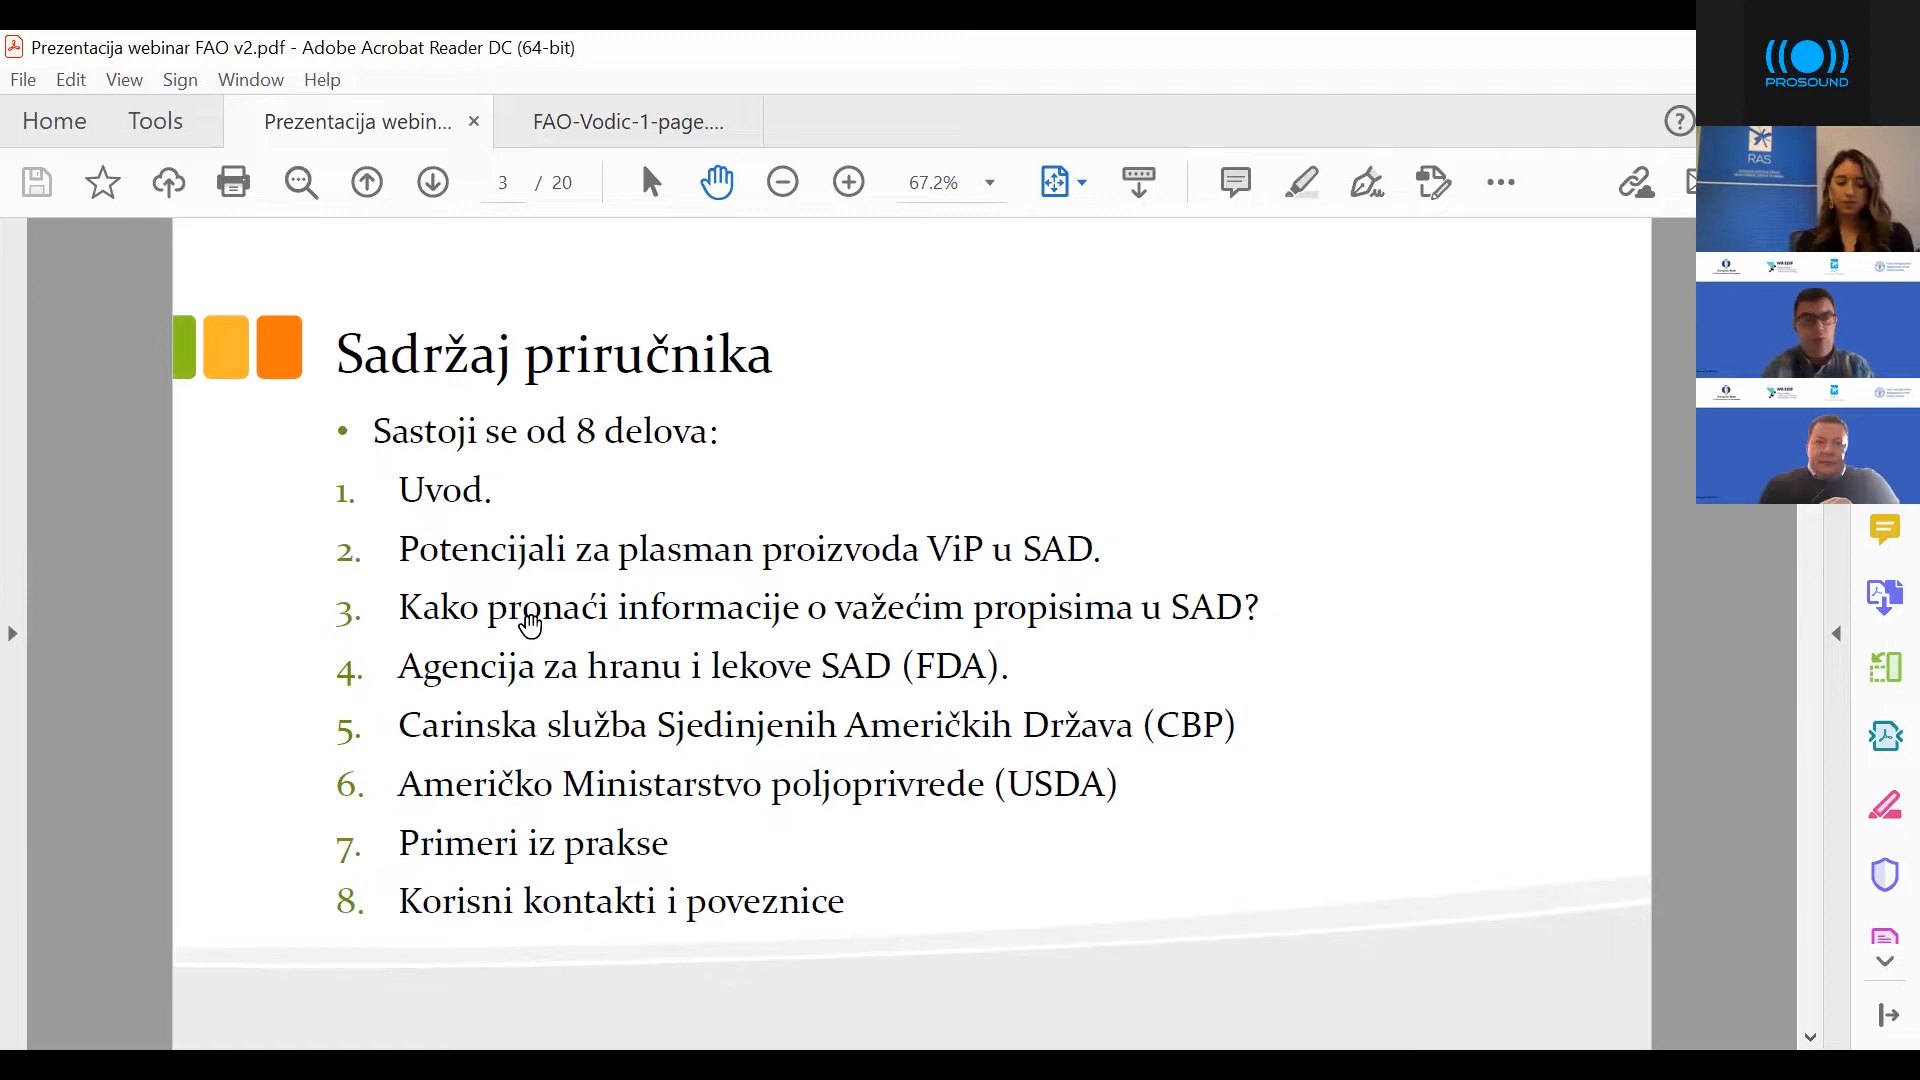 Prezentacija webinar FAO v2.pdf - Adobe Acrobat Reader DC (64-bit)
File Edit View Sign Window Help
Home Tools Prezentacija webin... × FAO-Vodic-1-page....
3 / 20 67.2%
PROSOUND
RAS
Sadržaj priručnika
• Sastoji se od 8 delova:
1. Uvod.
2. Potencijali za plasman proizvoda ViP u SAD.
3. Kako pronaći informacije o važećim propisima u SAD?
4. Agencija za hranu i lekove SAD (FDA).
5. Carinska služba Sjedinjenih Američkih Država (CBP)
6. Američko Ministarstvo poljoprivrede (USDA)
7. Primeri iz prakse
8. Korisni kontakti i poveznice